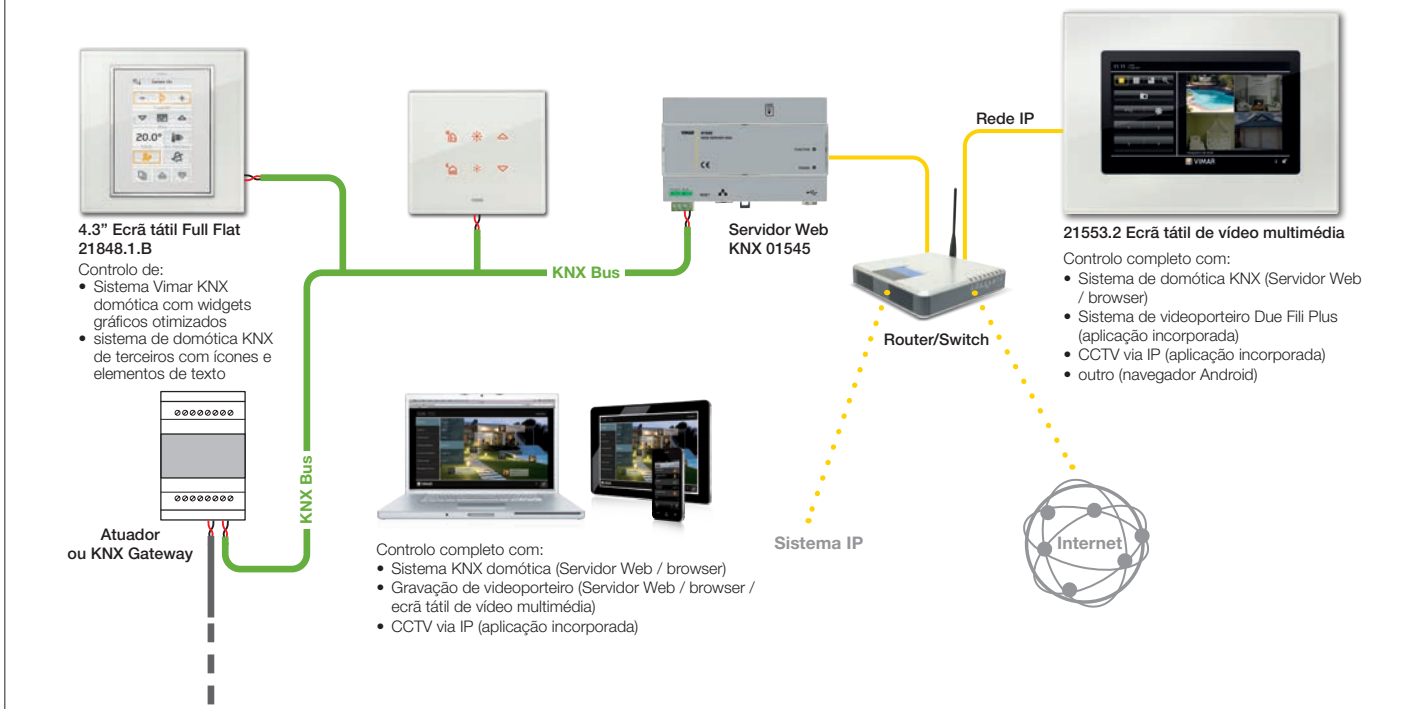 4.3” Ecrã tátil Full Flat
21848.1.B
Controlo de:
• Sistema Vimar KNX
domótica com widgets
gráficos otimizados
• sistema de domótica KNX
de terceiros com ícones e
elementos de texto
20.0°
KNX Bus
VIMAR
CE
Servidor Web
KNX 01545
Rede IP
Router/Switch
VIMAR
21553.2 Ecrã tátil de vídeo multimédia
Controlo completo com:
• Sistema de domótica KNX (Servidor Web
/ browser)
• Sistema de videoporteiro Due Fili Plus
(aplicação incorporada)
• CCTV via IP (aplicação incorporada)
• outro (navegador Android)
KNX Bus
Atuador
ou KNX Gateway
VIMAR
Controlo completo com:
• Sistema KNX domótica (Servidor Web / browser)
• Gravação de videoporteiro (Servidor Web / browser /
ecrã tátil de vídeo multimédia)
• CCTV via IP (aplicação incorporada)
Sistema IP
Internet